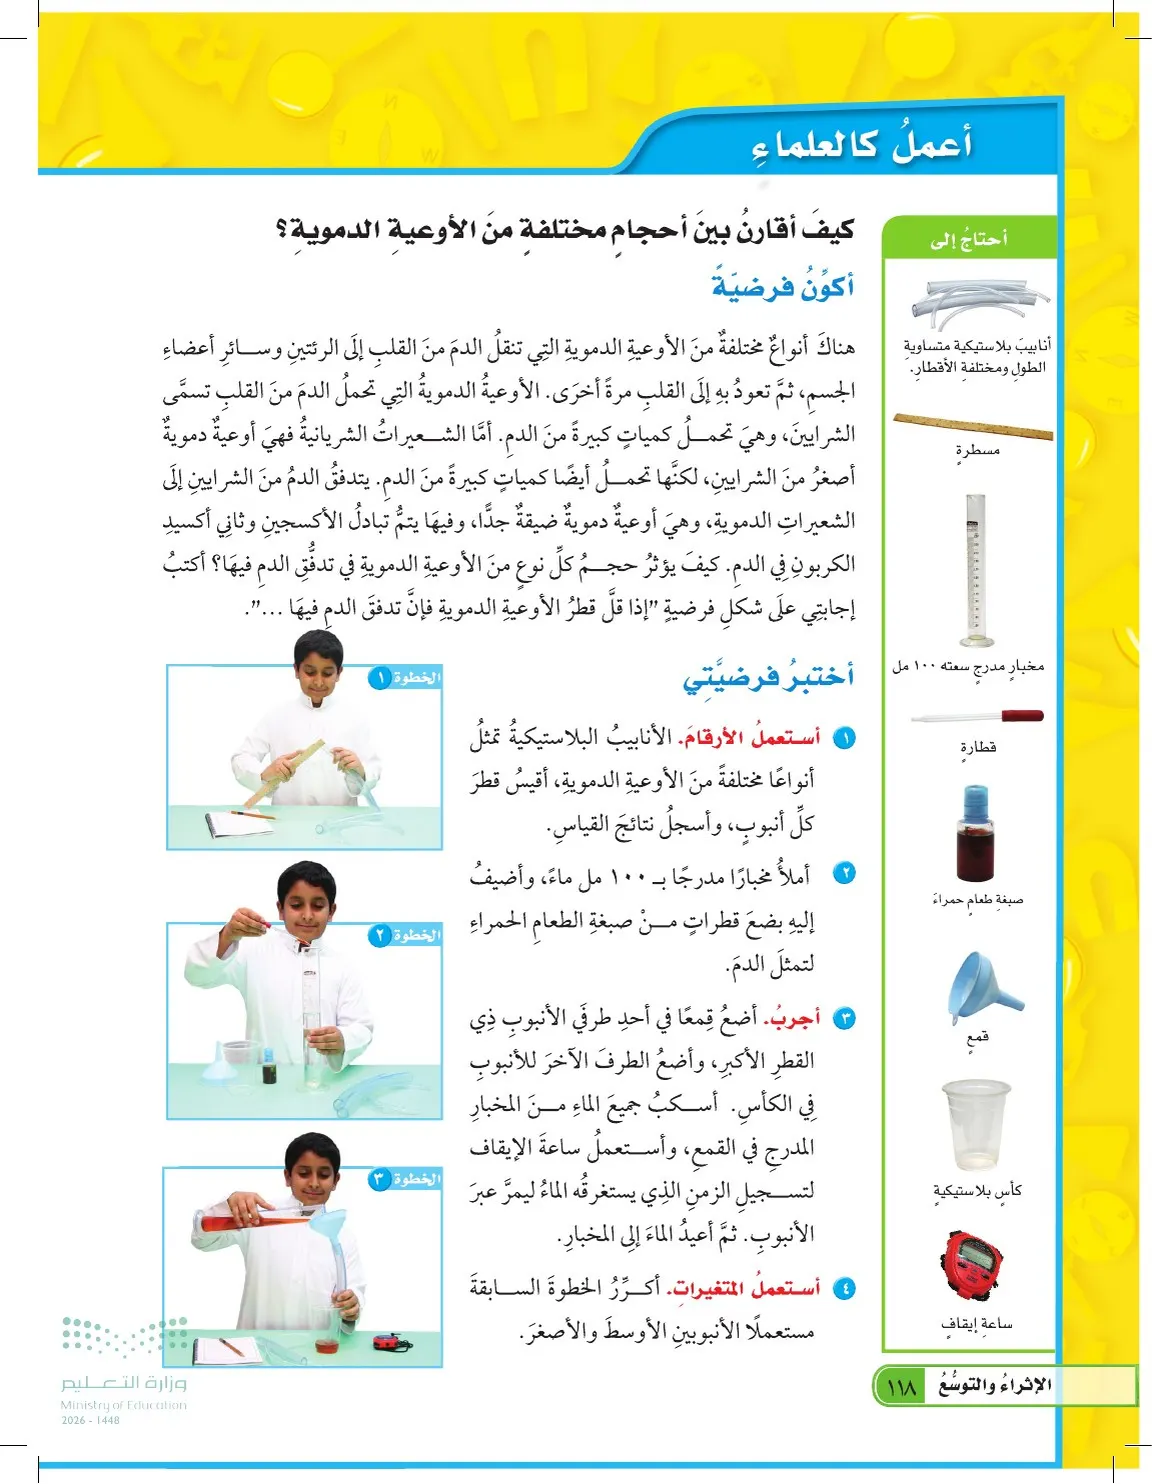 أعملُ كالعلماءِ
كيفَ أقارنُ بينَ أحجامٍ مختلفةٍ منَ الأوعيةِ الدمويةِ؟
أكوِّنُ فرضيّةً
هناكَ أنواعٌ مختلفةٌ منَ الأوعيةِ الدمويةِ التِي تنقلُ الدمَ منَ القلبِ إلَى الرئتينِ وسائرِ أعضاءِ
الجسمِ، ثمَّ تعودُ بهِ إلَى القلبِ مرةً أخرَى. الأوعيةُ الدمويةُ التِي تحملُ الدمَ منَ القلبِ تسمَّى
الشرايينَ، وهيَ تحملُ كمياتٍ كبيرةً منَ الدمِ. أمَّا الشعيراتُ الشريانيةُ فهيَ أوعيةٌ دمويةٌ
أصغرُ منَ الشرايينِ، لكنَّها تحملُ أيضًا كمياتٍ كبيرةً منَ الدمِ. يتدفقُ الدمُ منَ الشرايينِ إلَى
الشعيراتِ الدمويةِ، وهيَ أوعيةٌ دمويةٌ ضيقةٌ جدًّا، وفيهَا يتمُّ تبادلُ الأكسجينِ وثانِي أكسيدِ
الكربونِ فِي الدمِ. كيفَ يؤثرُ حجمُ كلِّ نوعٍ منَ الأوعيةِ الدمويةِ في تدفُّقِ الدمِ فيهَا؟ أكتبُ
إجابتِي علَى شكلِ فرضيةٍ "إذا قلَّ قطرُ الأوعيةِ الدمويةِ فإنَّ تدفقَ الدمِ فيهَا ...".
أختبرُ فرضيَّتِي
١ أستعملُ الأرقامَ. الأنابيبُ البلاستيكيةُ تمثلُ
أنواعًا مختلفةً منَ الأوعيةِ الدمويةِ، أقيسُ قطرَ
كلِّ أنبوبٍ، وأسجلُ نتائجَ القياسِ.
٢ أملأُ مخبارًا مدرجًا بـ ١٠٠ مل ماءً، وأضيفُ
إليهِ بضعَ قطراتٍ منْ صبغةِ الطعامِ الحمراءِ
لتمثلَ الدمَ.
٣ أجربُ. أضعُ قِمعًا في أحدِ طرفَيِ الأنبوبِ ذِي
القطرِ الأكبرِ، وأضعُ الطرفَ الآخرَ للأنبوبِ
فِي الكأسِ. أسكبُ جميعَ الماءِ منَ المخبارِ
المدرجِ في القمعِ، وأستعملُ ساعةَ الإيقاف
لتسجيلِ الزمنِ الذِي يستغرقُه الماءُ ليمرَّ عبرَ
الأنبوبِ. ثمَّ أعيدُ الماءَ إلِى المخبارِ.
٤ أستعملُ المتغيراتِ. أكرِّرُ الخطوةَ السابقةَ
مستعملًا الأنبوبينِ الأوسطَ والأصغرَ.
الخطوة ١
الخطوة ٢
الخطوة ٣
أحتاجُ إلى
أنابيبَ بلاستيكية متساويةِ
الطولِ ومختلفةِ الأقطارِ.
مسطرةٍ
مخبارٍ مدرجٍ سعته ١٠٠ مل
قطارةٍ
صبغةِ طعامٍ حمراءَ
قمعٍ
كأسٍ بلاستيكيةٍ
ساعةِ إيقافٍ
الإثراءُ والتوسُّعُ ١١٨
وزارة التعـليم
Ministry of Education
2026 - 1448